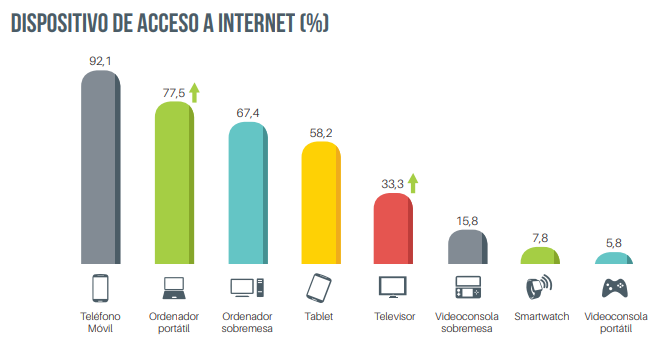 DISPOSITIVO DE ACCESO A INTERNET (%)
92,1
77,5
67,4
58,2
33,3
15,8
7,8
5,8
Teléfono
Móvil
Ordenador
portátil
Ordenador
sobremesa
Tablet
Televisor
Videoconsola
sobremesa
Smartwatch
Videoconsola
portátil